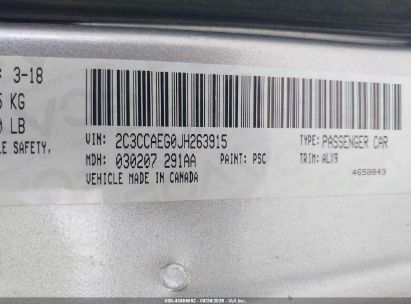 3-18
KG
LB
SAFETY.
VIN: 2C3CCAEG0JH263915 TYPE: PASSENGER CAR
MDH: 030207 291AA PAINT: PSC TRIM: ALX9
VEHICLE MADE IN CANADA 4658843